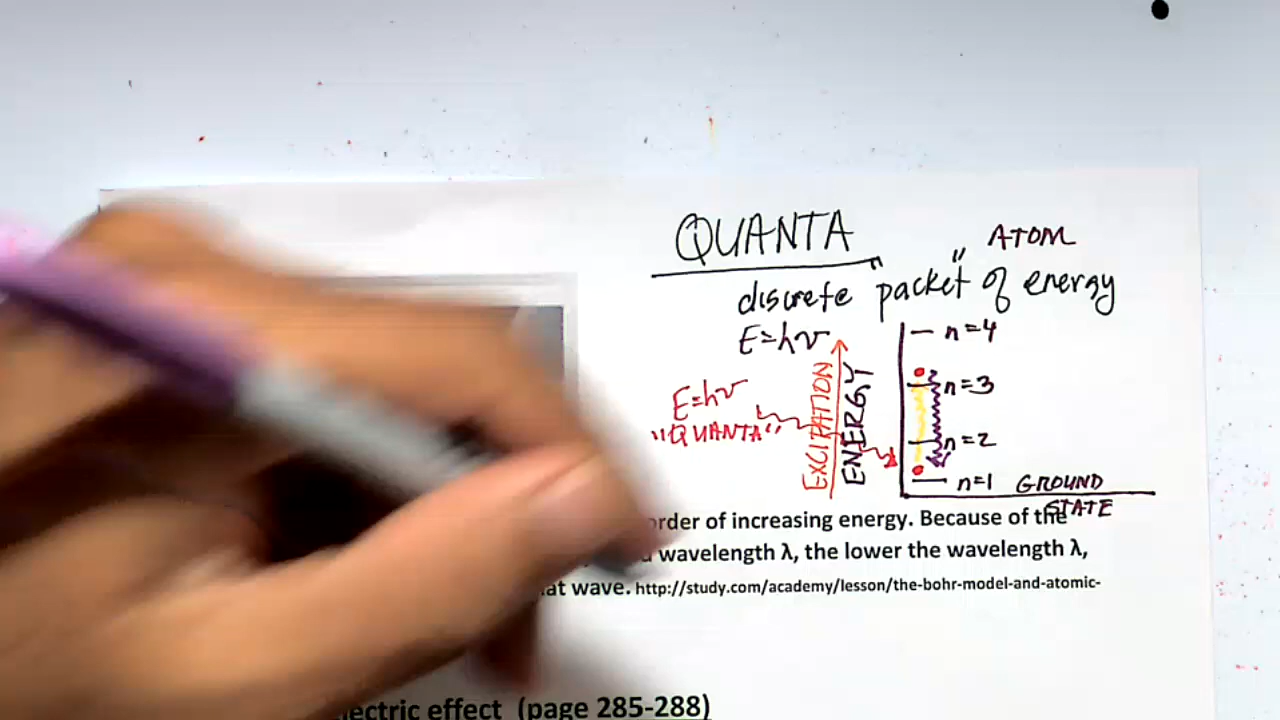 QUANTA
ATOM
discrete "packet" of energy
E=hν
n=4
E=hν
"QUANTA"
EXCITATION
ENERGY
n=3
n=2
n=1 GROUND STATE
order of increasing energy. Because of the
wavelength λ, the lower the wavelength λ,
at wave. http://study.com/academy/lesson/the-bohr-model-and-atomic-
lectric effect (page 285-288)